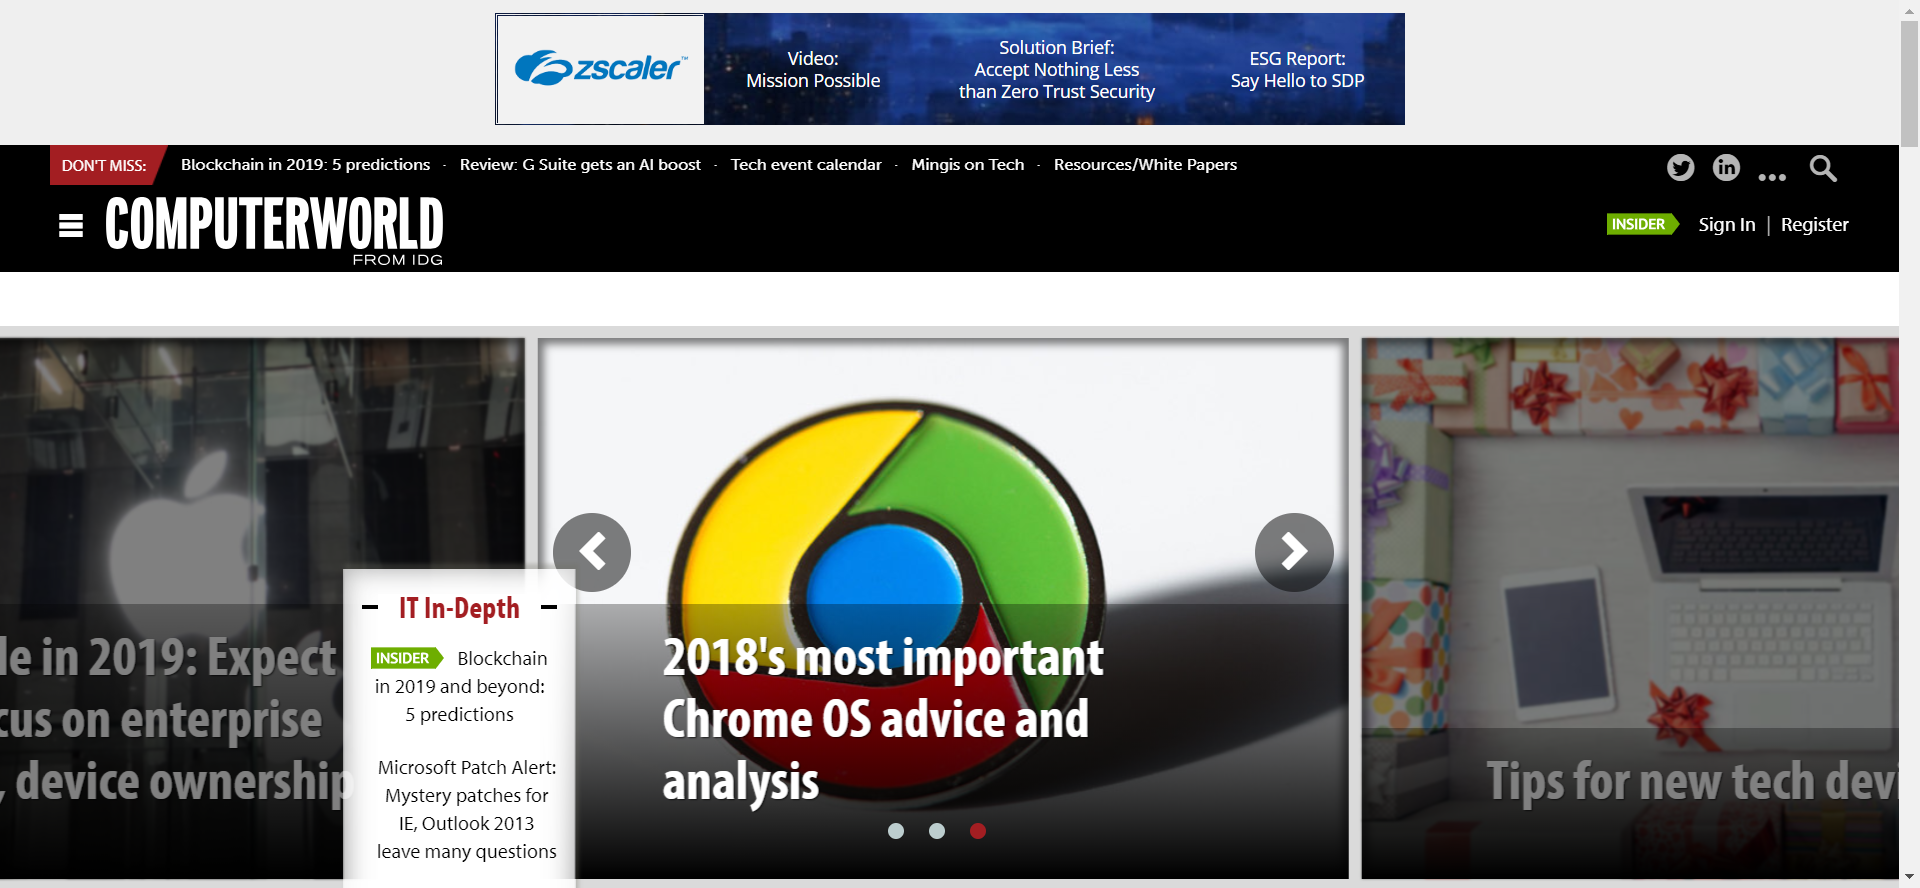 zscaler™
Video:
Mission Possible
Solution Brief:
Accept Nothing Less
than Zero Trust Security
ESG Report:
Say Hello to SDP
DON'T MISS:
Blockchain in 2019: 5 predictions · Review: G Suite gets an AI boost · Tech event calendar · Mingis on Tech · Resources/White Papers
in
COMPUTERWORLD
FROM IDG
INSIDER Sign In | Register
le in 2019: Expect
cus on enterprise
, device ownership
IT In-Depth
INSIDER Blockchain
in 2019 and beyond:
5 predictions
Microsoft Patch Alert:
Mystery patches for
IE, Outlook 2013
leave many questions
2018's most important
Chrome OS advice and
analysis
Tips for new tech devi